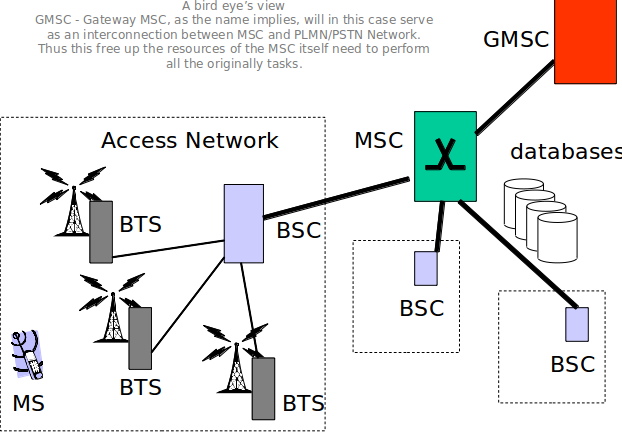 A bird eye's view
GMSC - Gateway MSC, as the name implies, will in this case serve
as an interconnection between MSC and PLMN/PSTN Network.
Thus this free up the resources of the MSC itself need to perform
all the originally tasks.
GMSC
Access Network
MSC
databases
BTS
BSC
BSC
BSC
BTS
MS
BTS